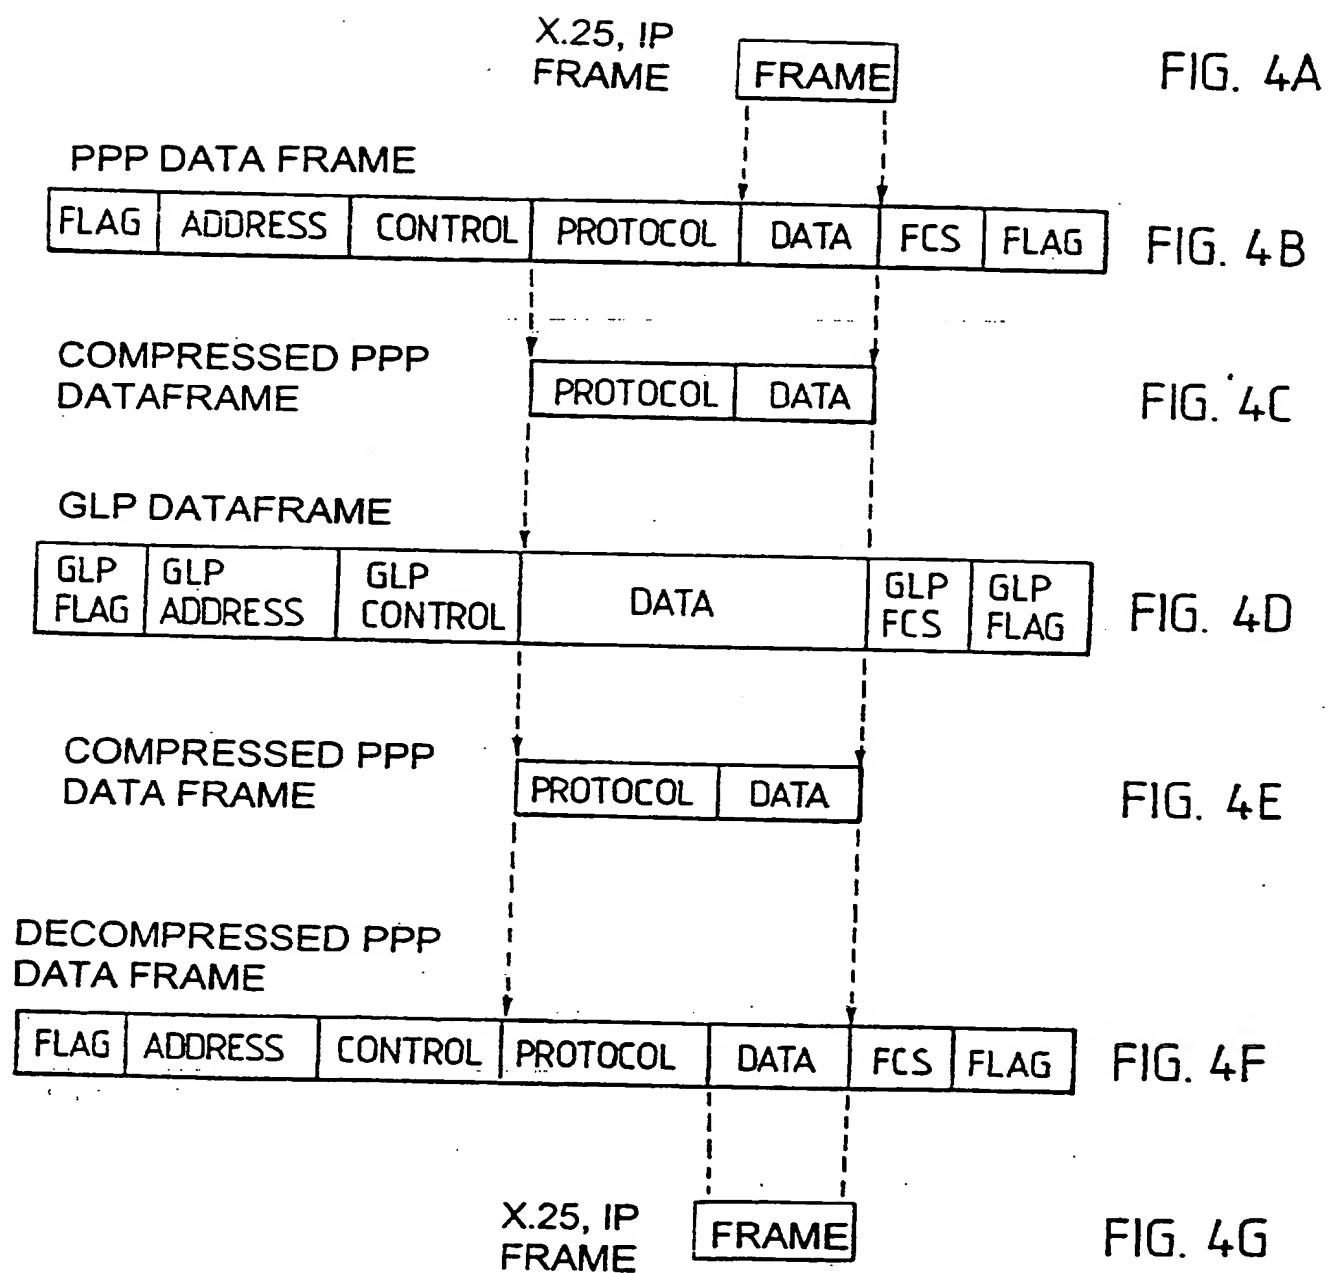 X.25, IP
FRAME
FRAME
FIG. 4A
PPP DATA FRAME
FLAG ADDRESS CONTROL PROTOCOL DATA FCS FLAG
FIG. 4B
COMPRESSED PPP
DATAFRAME
PROTOCOL DATA
FIG. 4C
GLP DATAFRAME
GLP
FLAG
GLP
ADDRESS
GLP
CONTROL
DATA
GLP
FCS
GLP
FLAG
FIG. 4D
COMPRESSED PPP
DATA FRAME
PROTOCOL DATA
FIG. 4E
DECOMPRESSED PPP
DATA FRAME
FLAG ADDRESS CONTROL PROTOCOL DATA FCS FLAG
FIG. 4F
X.25, IP
FRAME
FRAME
FIG. 4G